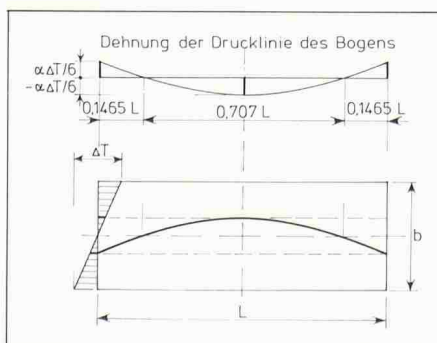 Dehnung der Drucklinie des Bogens
α ΔT/6
-α ΔT/6
0,1465 L
0,707 L
0,1465 L
ΔT
b
L